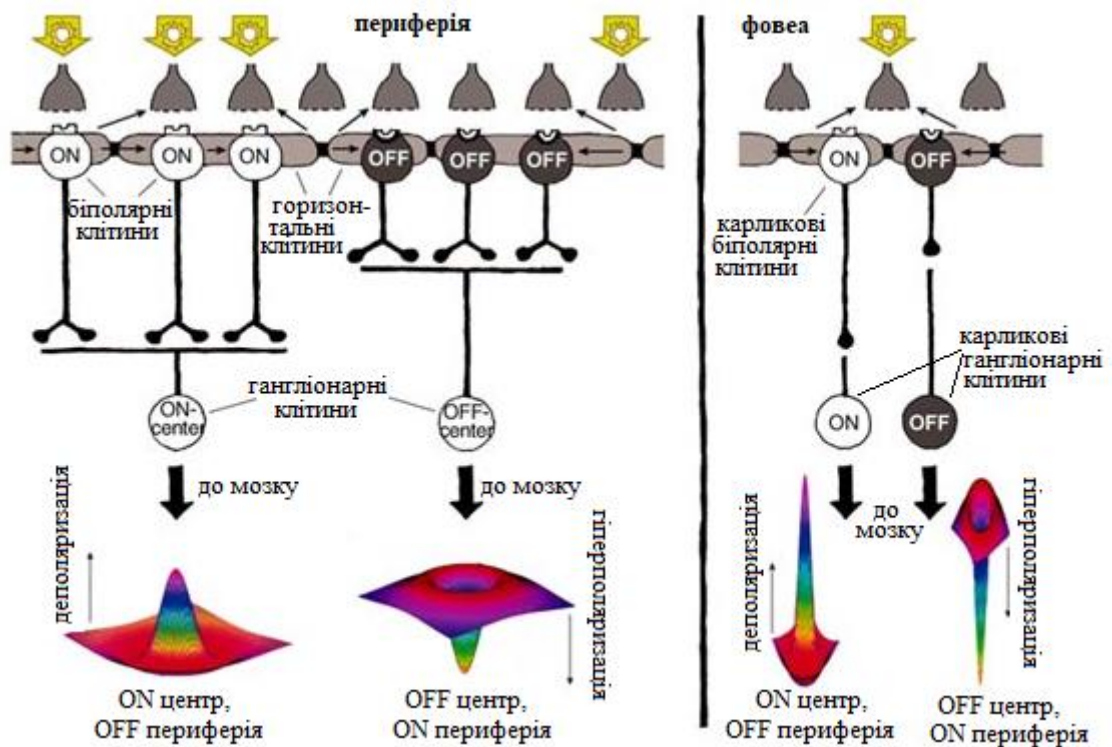 периферія
фовеа
ON
ON
ON
OFF
OFF
OFF
ON
OFF
біполярні
клітини
горизон-
тальні
клітини
карликові
біполярні
клітини
гангліонарні
клітини
ON-
center
OFF-
center
карликові
гангліонарні
клітини
ON
OFF
до мозку
до мозку
до
мозку
деполяризація
гіперполяризація
деполяризація
гіперполяризація
ON центр,
OFF периферія
OFF центр,
ON периферія
ON центр,
OFF периферія
OFF центр,
ON периферія